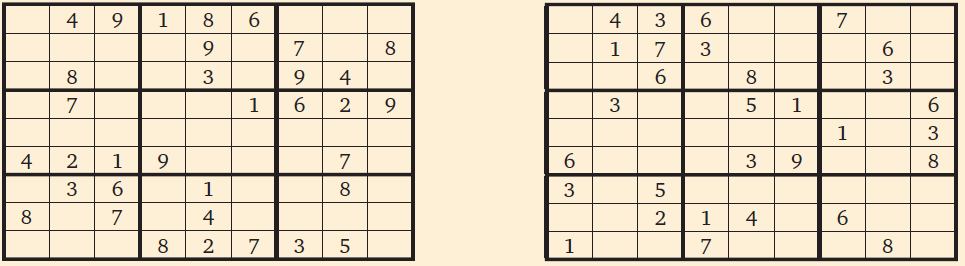 4 9 1 8 6
9 7 8
8 3 9 4
7 1 6 2 9
4 2 1 9 7
3 6 1 8
8 7 4
8 2 7 3 5
4 3 6 7
1 7 3 6
6 8 3
3 5 1 6
1 3
6 3 9 8
3 5
2 1 4 6
1 7 8